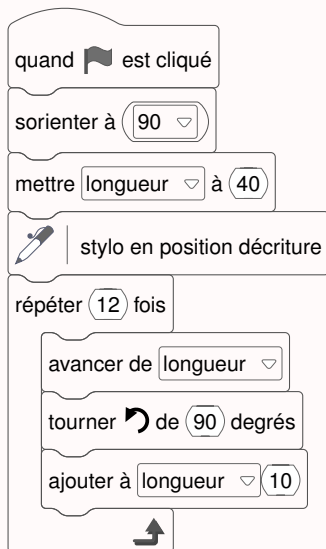 quand est cliqué
sorienter à 90
mettre longueur à 40
stylo en position décriture
répéter 12 fois
avancer de longueur
tourner de 90 degrés
ajouter à longueur 10